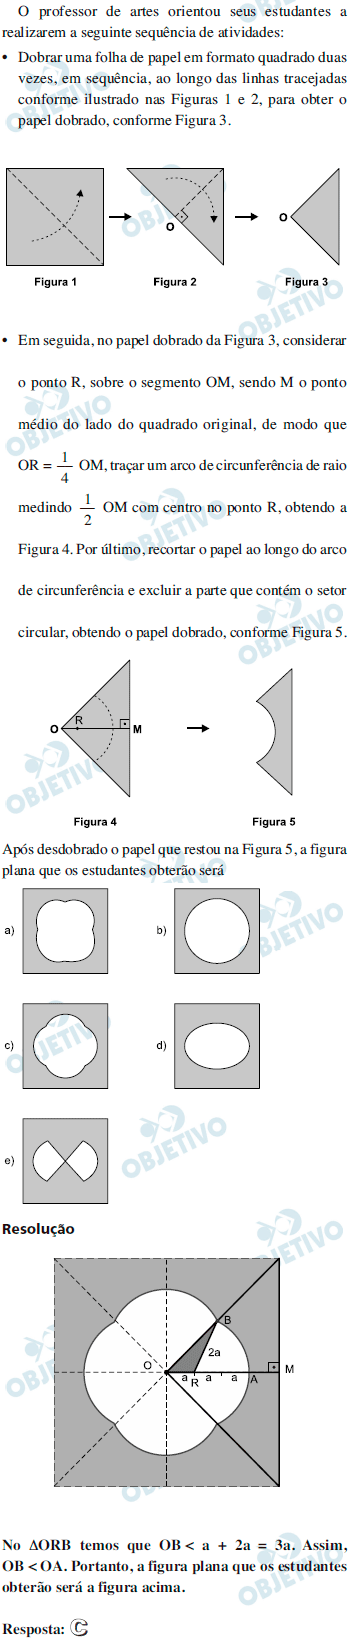 O professor de artes orientou seus estudantes a
realizarem a seguinte sequência de atividades:
• Dobrar uma folha de papel em formato quadrado duas
vezes, em sequência, ao longo das linhas tracejadas
conforme ilustrado nas Figuras 1 e 2, para obter o
papel dobrado, conforme Figura 3.
O
O
Figura 1
Figura 2
Figura 3
• Em seguida, no papel dobrado da Figura 3, considerar
o ponto R, sobre o segmento OM, sendo M o ponto
médio do lado do quadrado original, de modo que
OR = 1/4 OM, traçar um arco de circunferência de raio
medindo 1/2 OM com centro no ponto R, obtendo a
Figura 4. Por último, recortar o papel ao longo do arco
de circunferência e excluir a parte que contém o setor
circular, obtendo o papel dobrado, conforme Figura 5.
O R M
Figura 4
Figura 5
Após desdobrado o papel que restou na Figura 5, a figura
plana que os estudantes obterão será
a)
b)
c)
d)
e)
Resolução
B
2a
O M
a R a a A
No ΔORB temos que OB < a + 2a = 3a. Assim,
OB < OA. Portanto, a figura plana que os estudantes
obterão será a figura acima.
Resposta: C
OBJETIVO